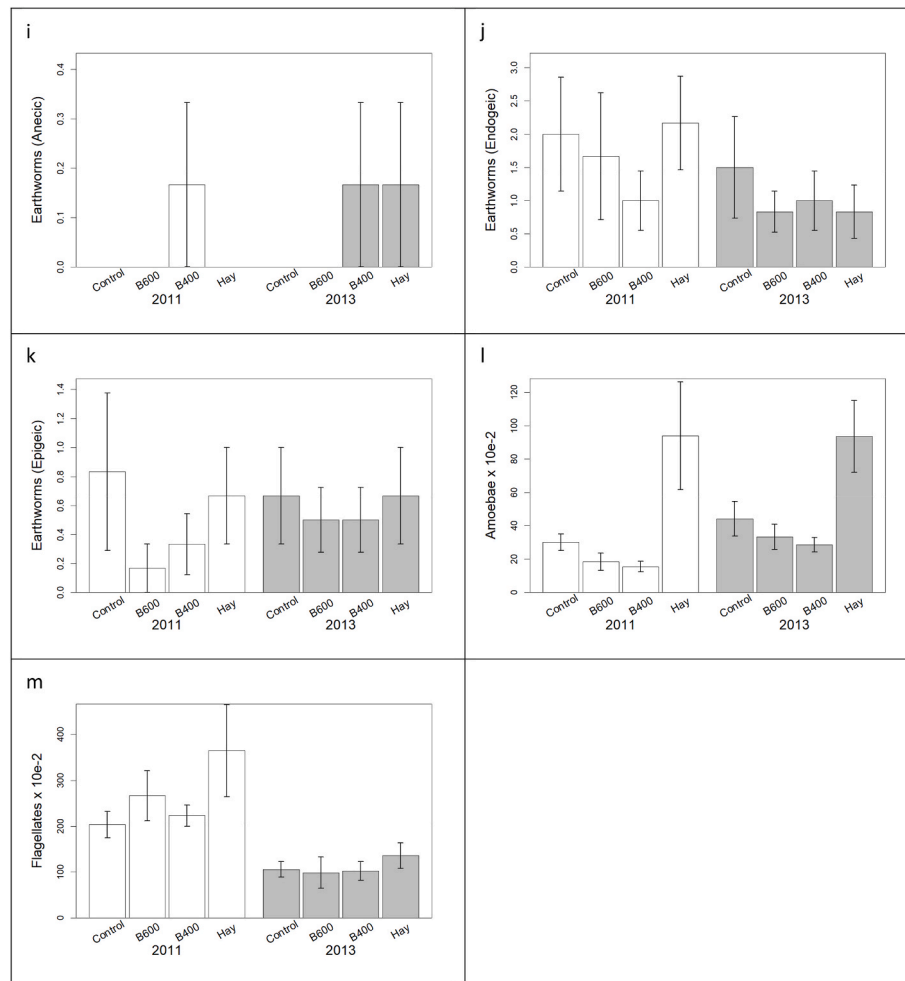 i
Earthworms (Anecic)
0.0 0.1 0.2 0.3 0.4
Control B600 B400 Hay Control B600 B400 Hay
2011 2013
j
Earthworms (Endogeic)
0.0 0.5 1.0 1.5 2.0 2.5 3.0
Control B600 B400 Hay Control B600 B400 Hay
2011 2013
k
Earthworms (Epigeic)
0.0 0.2 0.4 0.6 0.8 1.0 1.2 1.4
Control B600 B400 Hay Control B600 B400 Hay
2011 2013
l
Amoebae x 10e-2
0 20 40 60 80 100 120
Control B600 B400 Hay Control B600 B400 Hay
2011 2013
m
Flagellates x 10e-2
0 100 200 300 400
Control B600 B400 Hay Control B600 B400 Hay
2011 2013